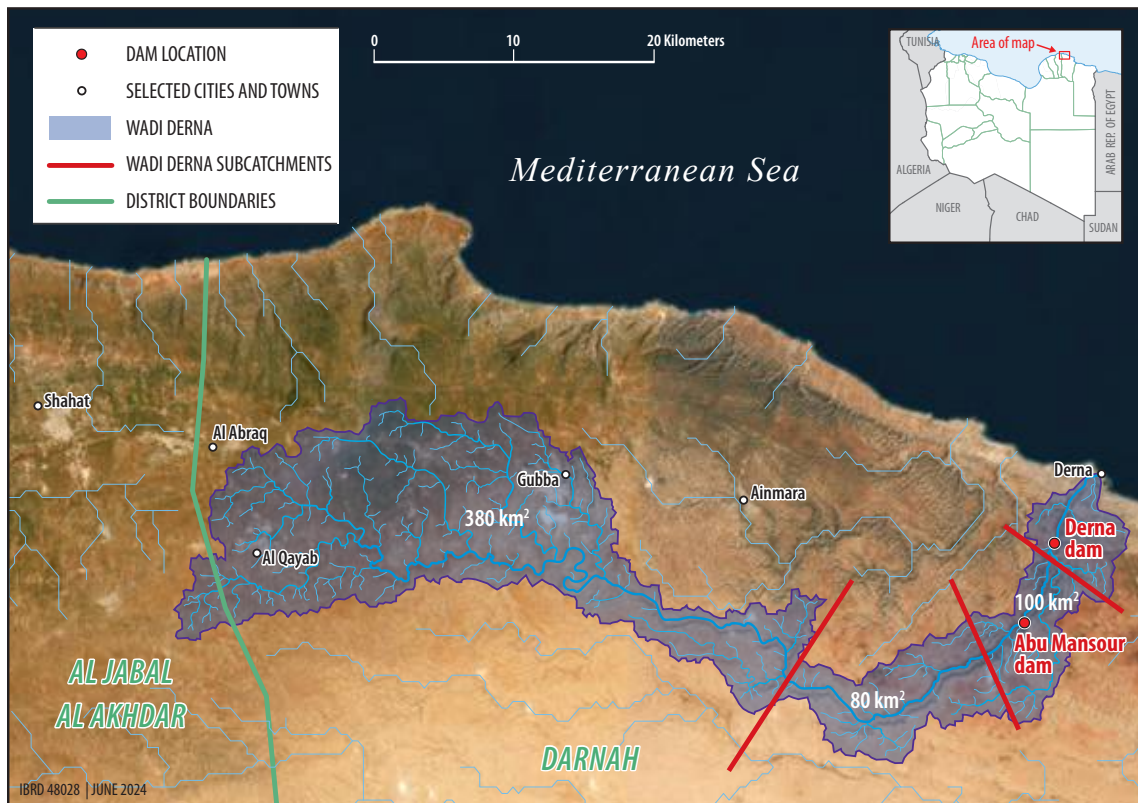 DAM LOCATION
SELECTED CITIES AND TOWNS
WADI DERNA
WADI DERNA SUBCATCHMENTS
DISTRICT BOUNDARIES
0 10 20 Kilometers
Area of map
TUNISIA
ALGERIA
NIGER
CHAD
SUDAN
ARAB REP. OF EGYPT
Mediterranean Sea
Shahat
Al Abraq
Gubba
Derna
Ainmara
380 km²
Al Qayab
Derna
dam
100 km²
Abu Mansour
dam
80 km²
AL JABAL
AL AKHDAR
DARNAH
IBRD 48028 | JUNE 2024